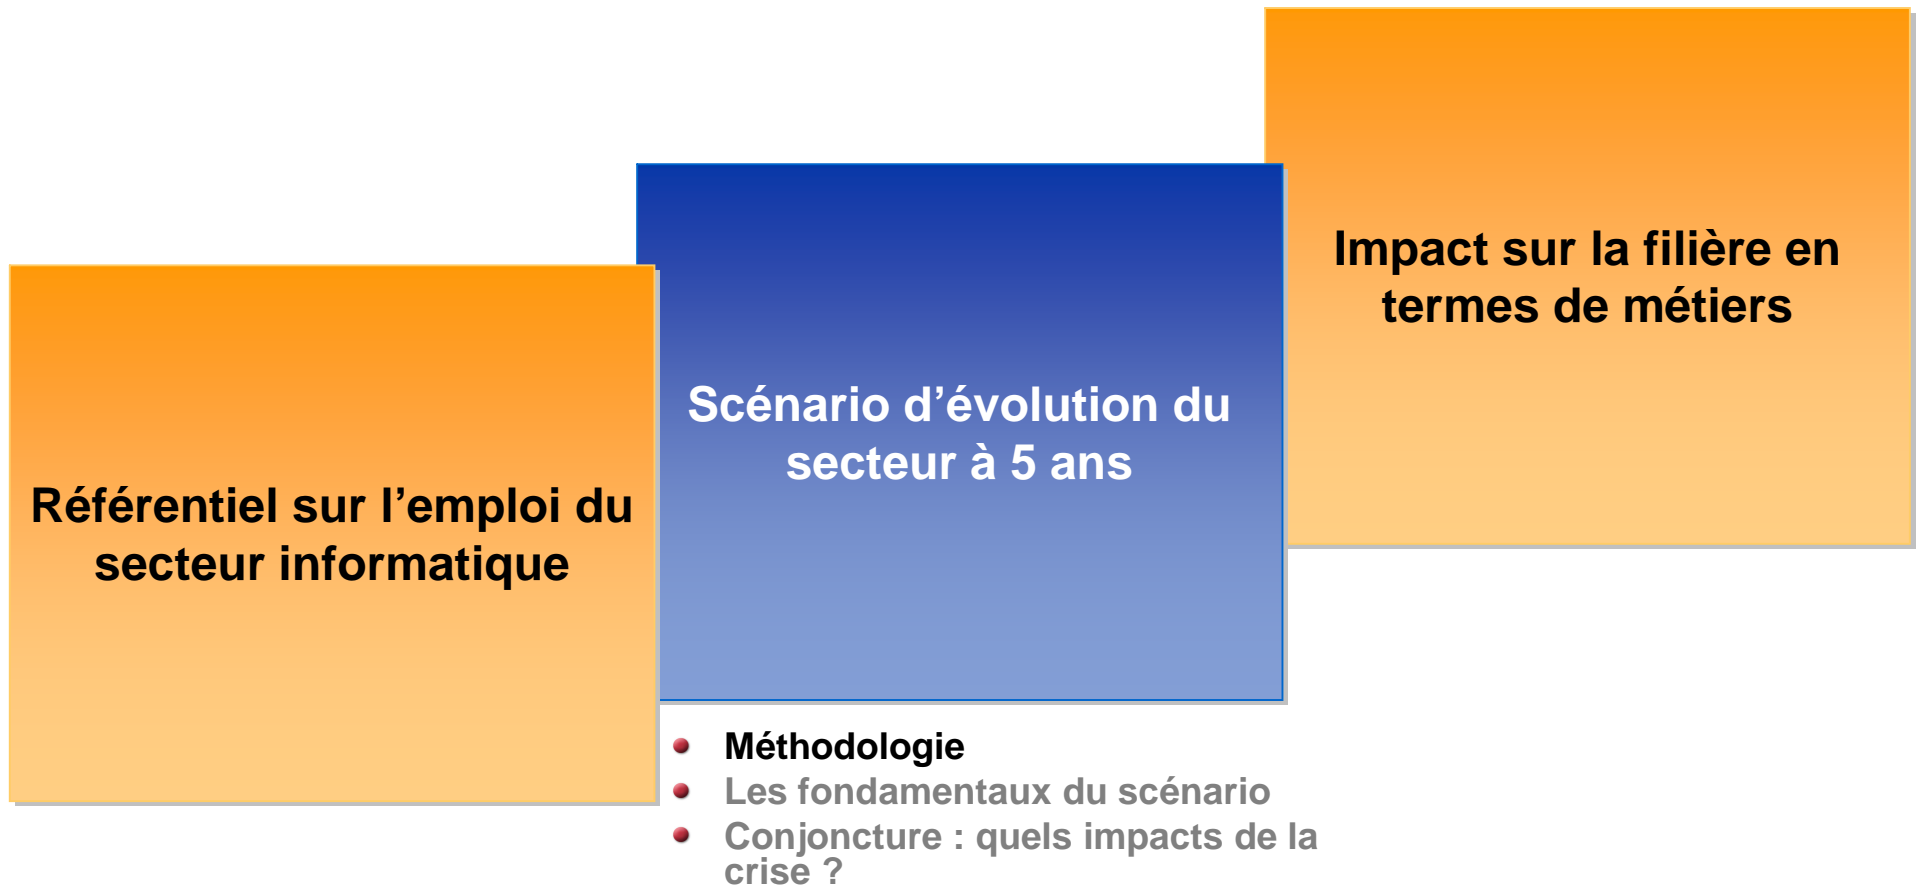 Référentiel sur l’emploi du
secteur informatique
Scénario d’évolution du
secteur à 5 ans
Impact sur la filière en
termes de métiers
Méthodologie
Les fondamentaux du scénario
Conjoncture : quels impacts de la
crise ?